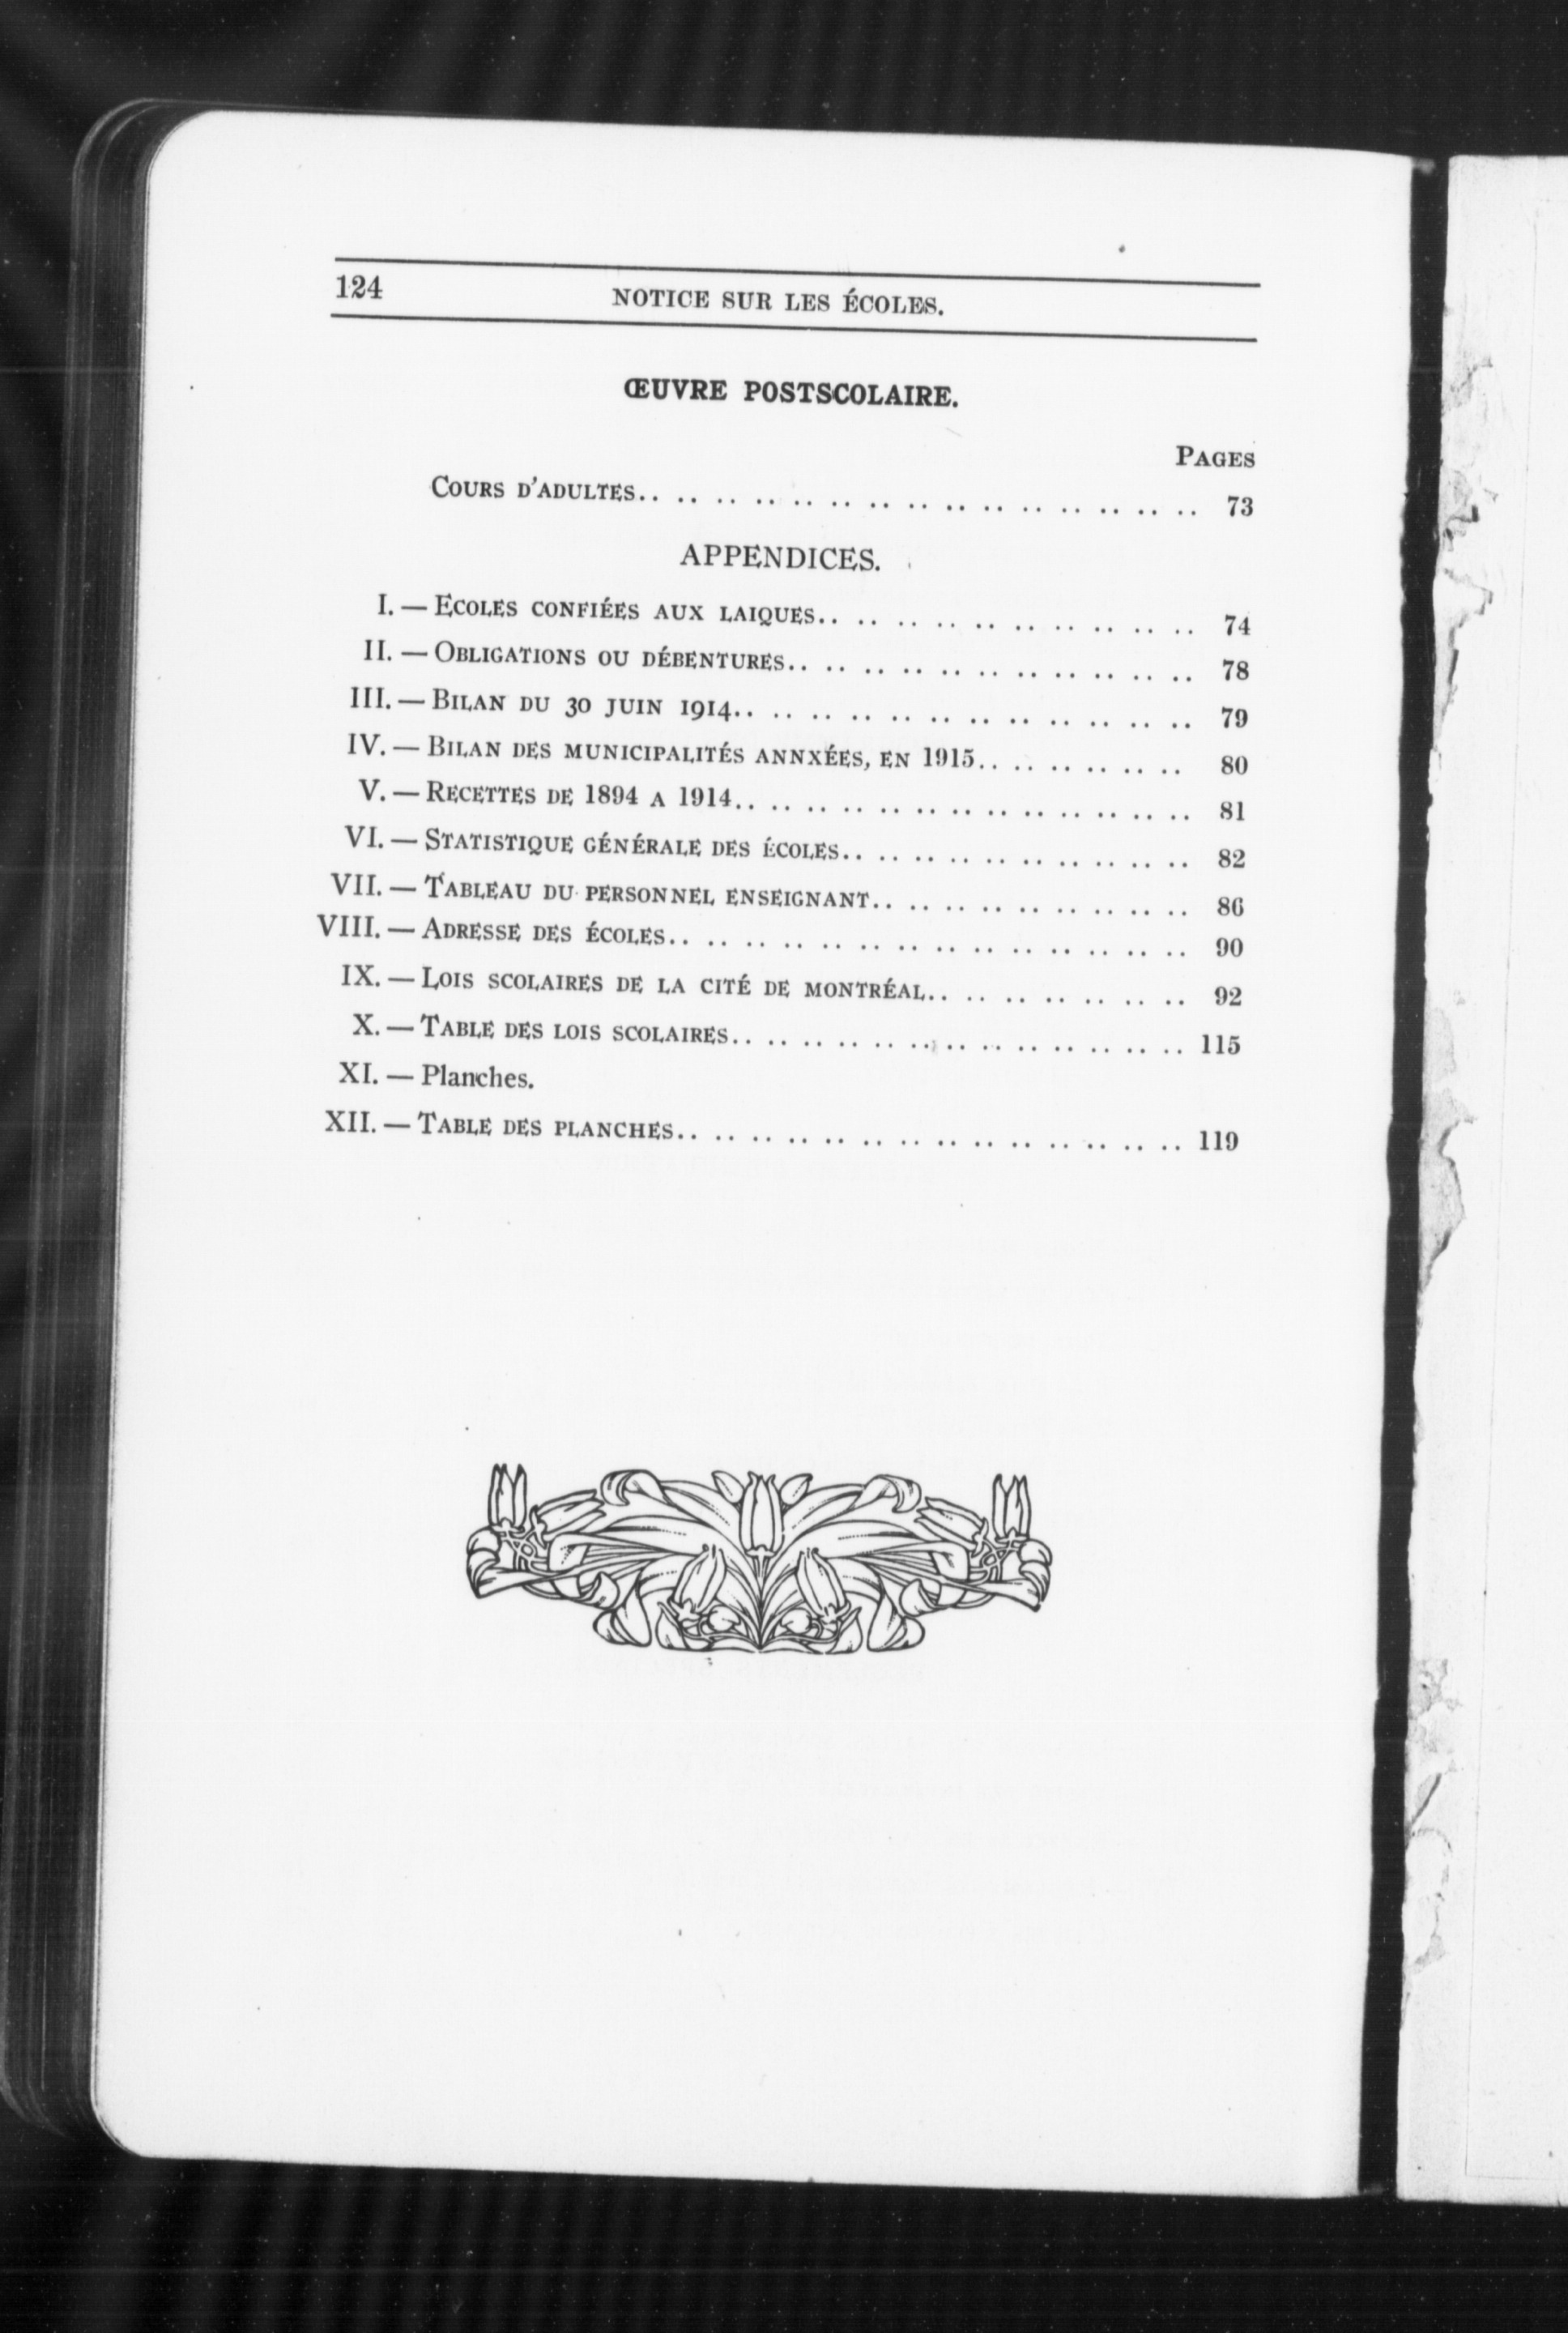 124
NOTICE SUR LES ÉCOLES.
ŒUVRE POSTSCOLAIRE.
PAGES
COURS D'ADULTES.. .. .. .. .. .. .. .. .. .. .. .. .. .. .. 73
APPENDICES.
I. — ECOLES CONFIÉES AUX LAIQUES.. .. .. .. .. .. .. .. .. .. 74
II. — OBLIGATIONS OU DÉBENTURES.. .. .. .. .. .. .. .. .. .. .. 78
III. — BILAN DU 30 JUIN 1914.. .. .. .. .. .. .. .. .. .. .. .. 79
IV. — BILAN DES MUNICIPALITÉS ANNXÉES, EN 1915.. .. .. .. .. .. 80
V. — RECETTES DE 1894 A 1914.. .. .. .. .. .. .. .. .. .. .. .. .. 81
VI. — STATISTIQUE GÉNÉRALE DES ÉCOLES.. .. .. .. .. .. .. .. .. .. 82
VII. — TABLEAU DU PERSONNEL ENSEIGNANT.. .. .. .. .. .. .. .. .. 86
VIII. — ADRESSE DES ÉCOLES.. .. .. .. .. .. .. .. .. .. .. .. .. .. 90
IX. — LOIS SCOLAIRES DE LA CITÉ DE MONTRÉAL.. .. .. .. .. .. .. 92
X. — TABLE DES LOIS SCOLAIRES.. .. .. .. .. .. .. .. .. .. .. .. .. 115
XI. — Planches.
XII. — TABLE DES PLANCHES.. .. .. .. .. .. .. .. .. .. .. .. .. .. 119